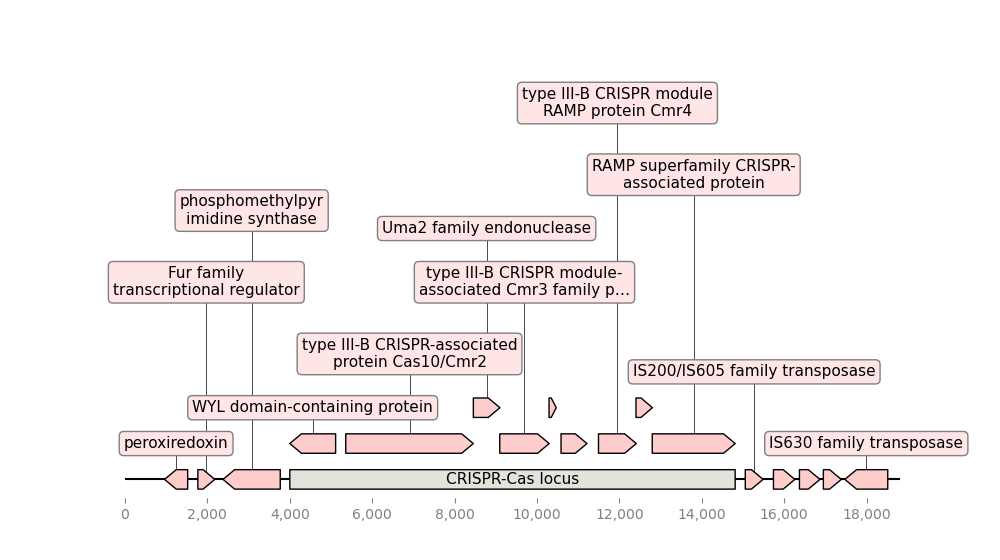 type III-B CRISPR module
RAMP protein Cmr4
RAMP superfamily CRISPR-
associated protein
phosphomethylpyr
imidine synthase
Uma2 family endonuclease
Fur family
transcriptional regulator
type III-B CRISPR module-
associated Cmr3 family p…
type III-B CRISPR-associated
protein Cas10/Cmr2
IS200/IS605 family transposase
WYL domain-containing protein
peroxiredoxin
IS630 family transposase
CRISPR-Cas locus
0 2,000 4,000 6,000 8,000 10,000 12,000 14,000 16,000 18,000